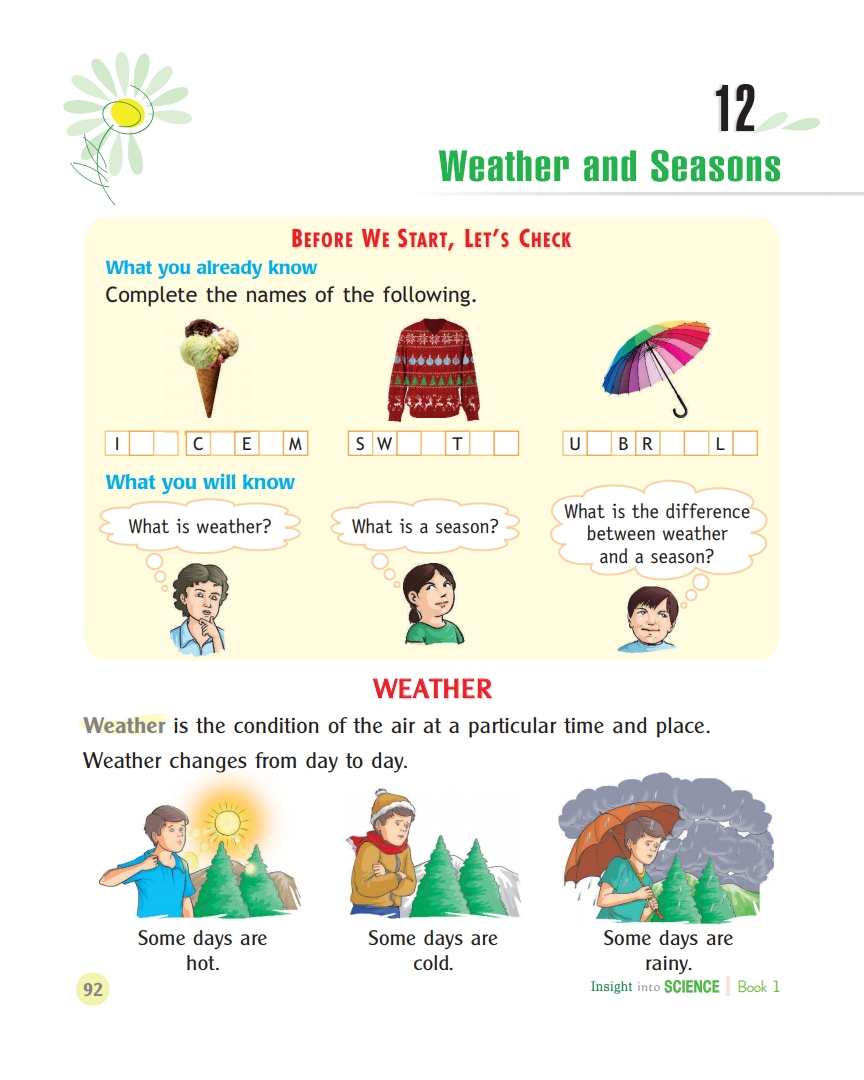 12
Weather and Seasons
BEFORE WE START, LET'S CHECK
What you already know
Complete the names of the following.
I C E M
S W T
U B R L
What you will know
What is weather?
What is a season?
What is the difference
between weather
and a season?
WEATHER
Weather is the condition of the air at a particular time and place.
Weather changes from day to day.
Some days are
hot.
Some days are
cold.
Some days are
rainy.
92
Insight into SCIENCE Book 1